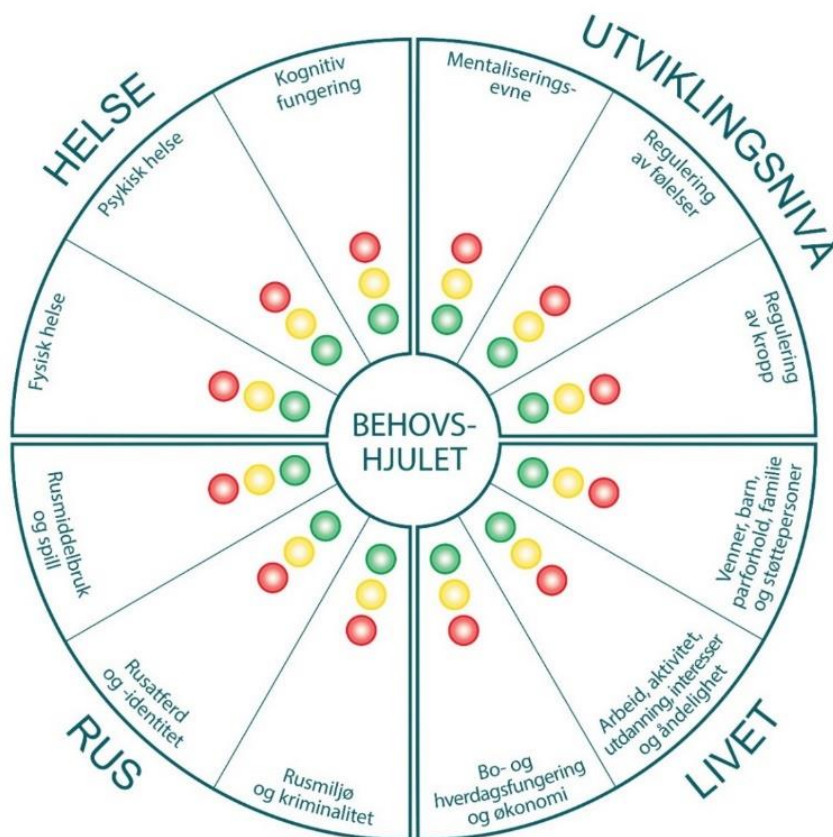 HELSE
Kognitiv
fungering
Psykisk helse
Fysisk helse
UTVIKLINGSNIVÅ
Mentaliserings-
evne
Regulering
av følelser
Regulering
av kropp
BEHOVS-
HJULET
Rusmiddelbruk
og spill
Rusatferd
og -identitet
Rusmiljø
og kriminalitet
RUS
Venner, barn,
parforhold, familie
og støttepersoner
Arbeid, aktivitet,
utdanning, interesser
og åndelighet
Bo- og
hverdagsfungering
og økonomi
LIVET